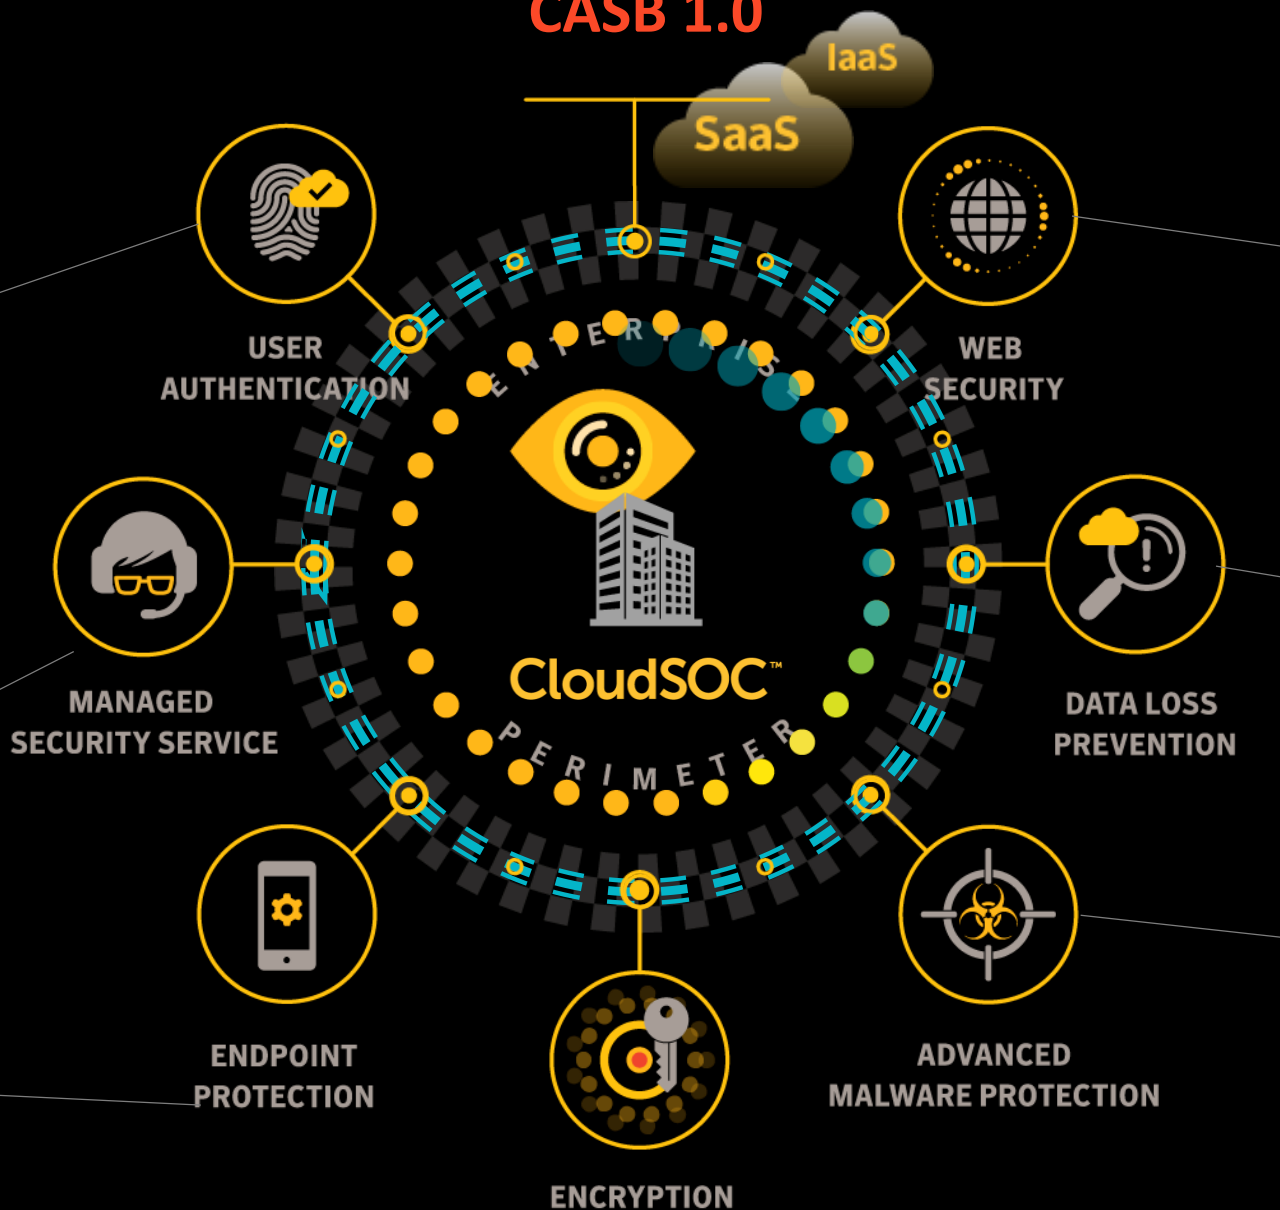 CASB 1.0
IaaS
SaaS
USER
AUTHENTICATION
WEB
SECURITY
ENTERPRISE
CloudSOC™
PERIMETER
MANAGED
SECURITY SERVICE
DATA LOSS
PREVENTION
ENDPOINT
PROTECTION
ADVANCED
MALWARE PROTECTION
ENCRYPTION